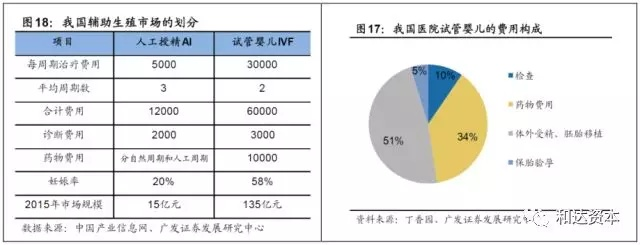 图18：我国辅助生殖市场的划分
项目 人工授精AI 试管婴儿IVF
每周期治疗费用 5000 30000
平均周期数 3 2
合计费用 12000 60000
诊断费用 2000 3000
药物费用 分自然周期和人工周期 10000
妊娠率 20% 58%
2015年市场规模 15亿元 135亿元
数据来源：中国产业信息网、广发证券发展研究中心
图17：我国医院试管婴儿的费用构成
5%
10%
51%
34%
检查
药物费用
体外受精、胚胎移植
保胎验孕
资料来源：丁香园、广发证券发展研究中心
和达资本